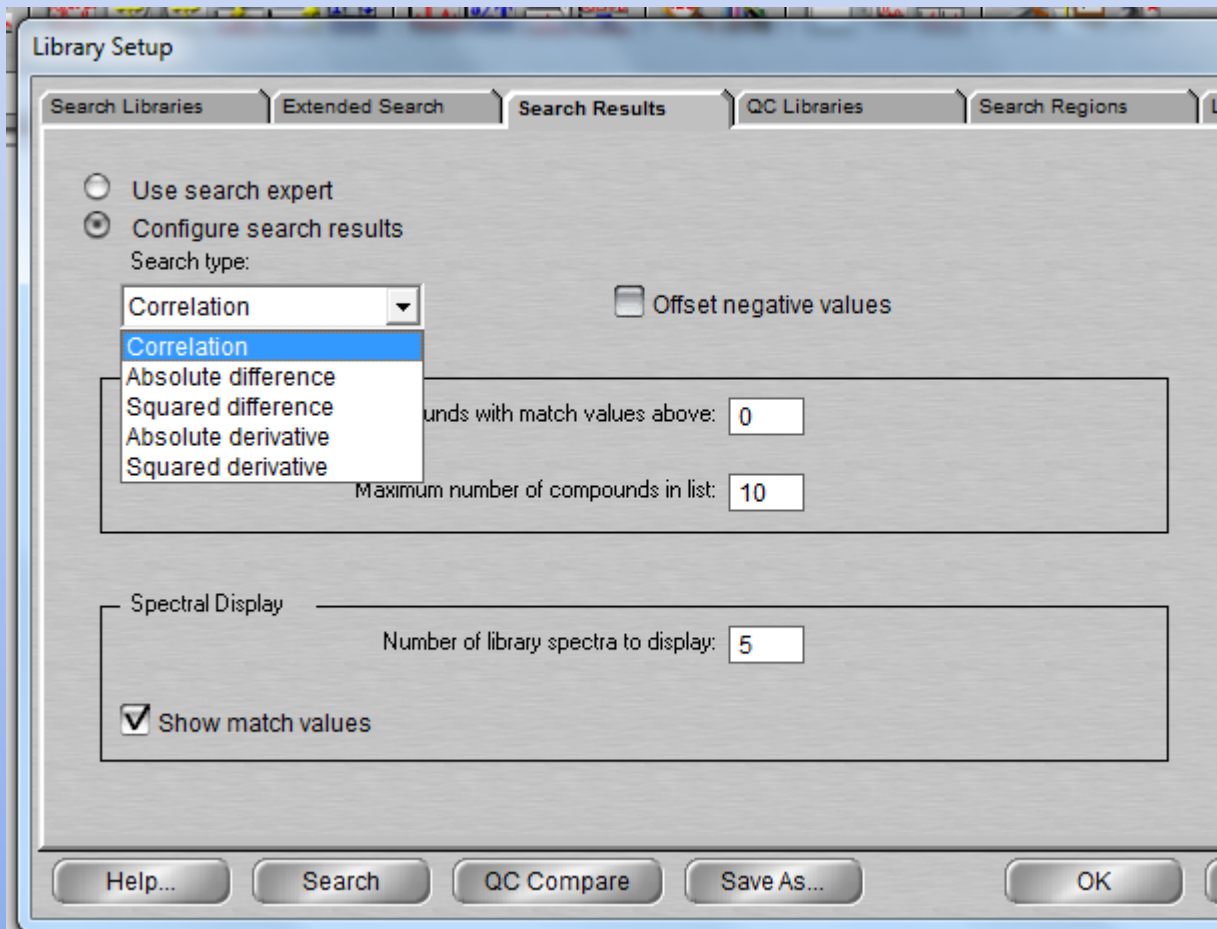 Library Setup
Search Libraries
Extended Search
Search Results
QC Libraries
Search Regions
Use search expert
Configure search results
Search type:
Correlation
Offset negative values
Correlation
Absolute difference
Squared difference
Absolute derivative
Squared derivative
with match values above: 0
Maximum number of compounds in list: 10
Spectral Display
Number of library spectra to display: 5
Show match values
Help...
Search
QC Compare
Save As...
OK